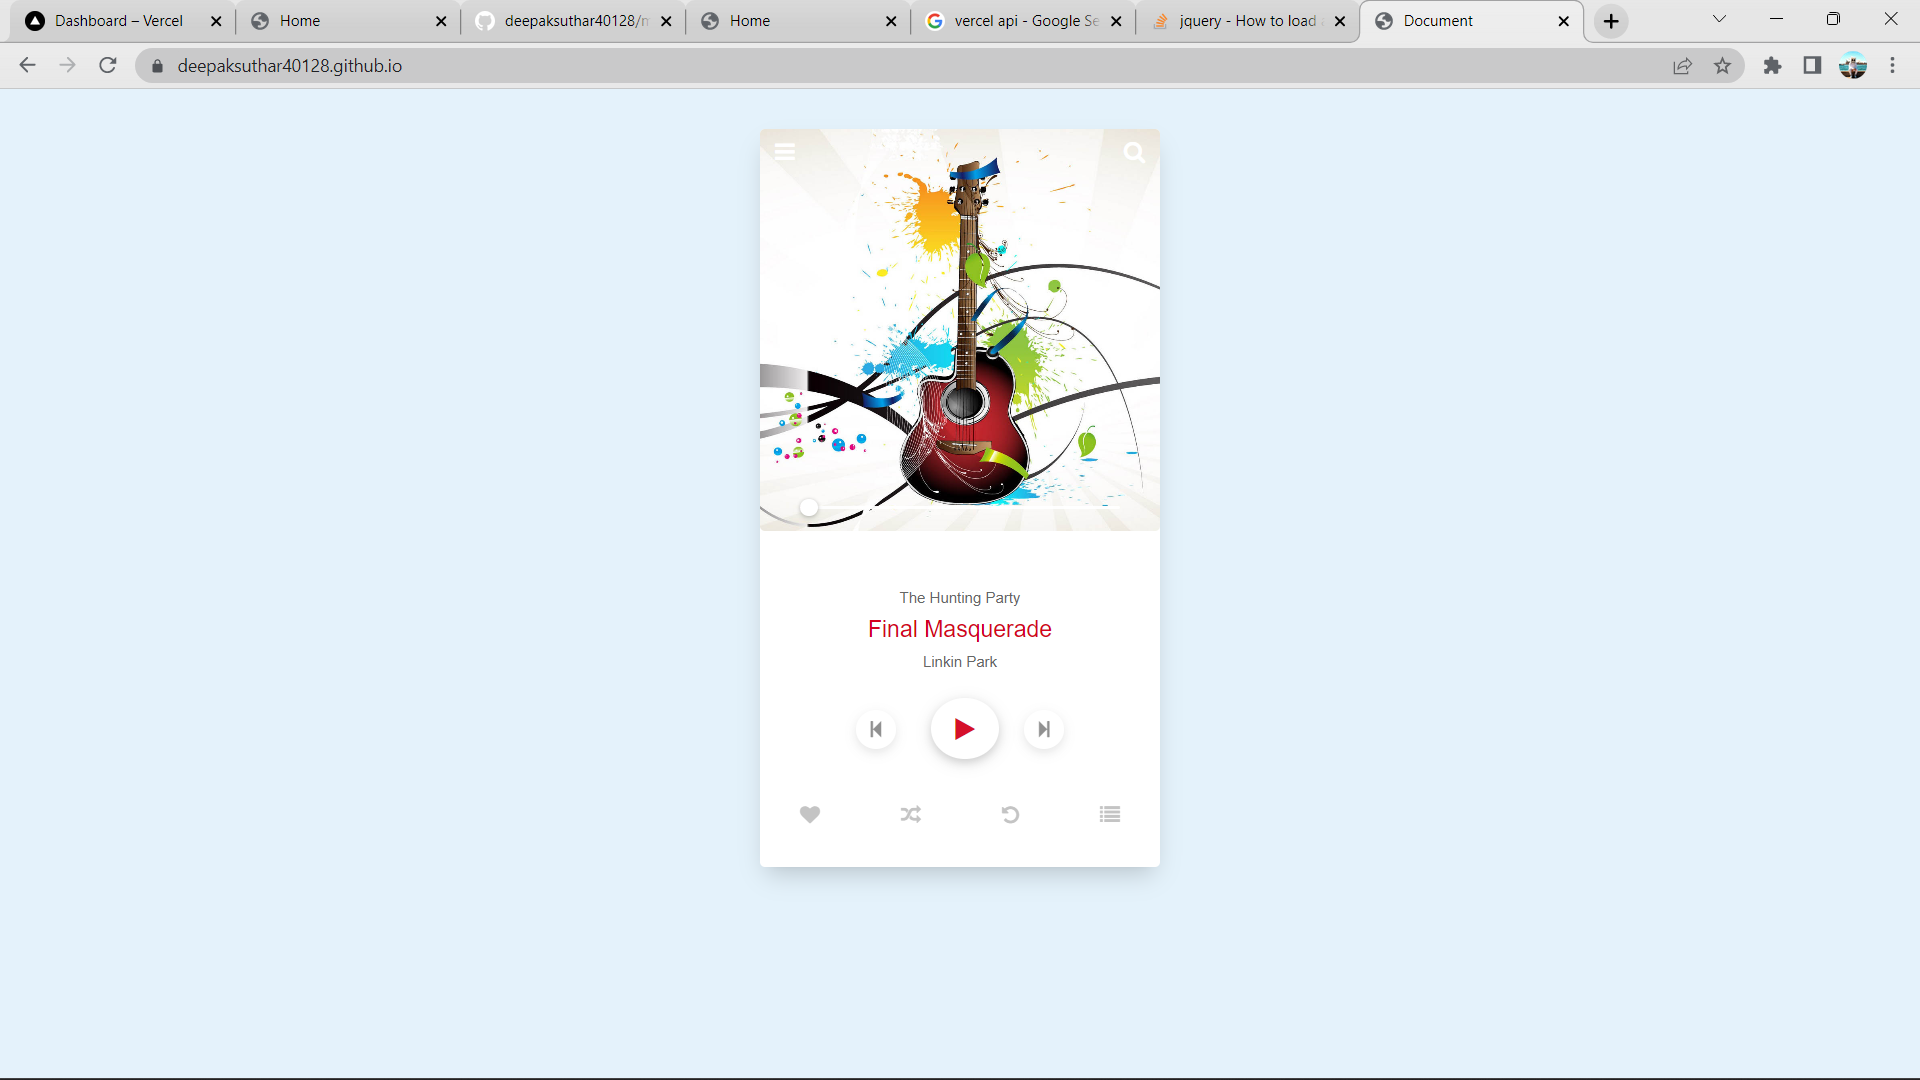 Dashboard – Vercel
Home
deepaksuthar40128/m
Home
vercel api - Google Se
jquery - How to load
Document
deepaksuthar40128.github.io
The Hunting Party
Final Masquerade
Linkin Park